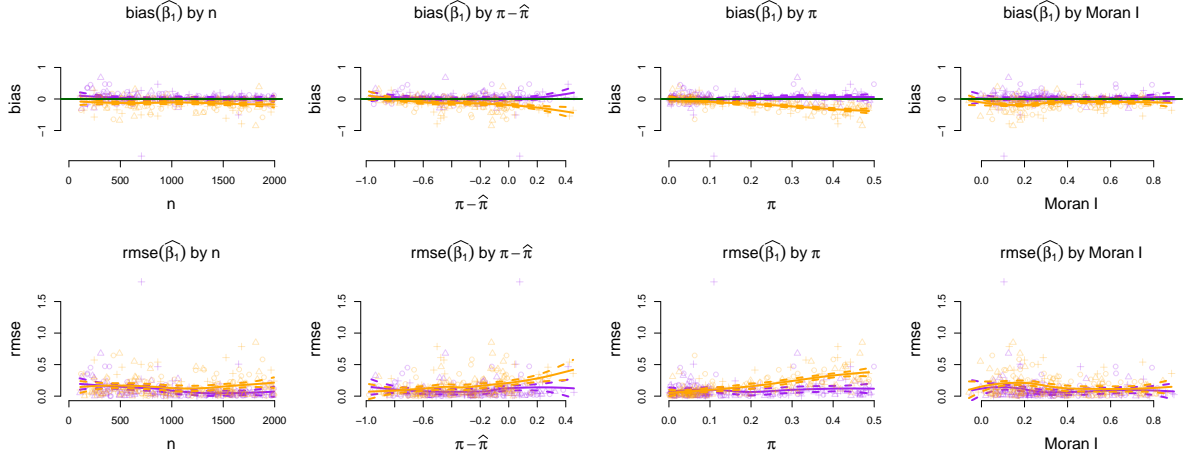 bias(β̂₁) by n
bias
1
0
−1
0 500 1000 1500 2000
n
bias(β̂₁) by π − π̂
bias
1
0
−1
−1.0 −0.6 −0.2 0.0 0.2 0.4
π − π̂
bias(β̂₁) by π
bias
1
0
−1
0.0 0.1 0.2 0.3 0.4 0.5
π
bias(β̂₁) by Moran I
bias
1
0
−1
0.0 0.2 0.4 0.6 0.8
Moran I
rmse(β̂₁) by n
rmse
1.5
1.0
0.5
0.0
0 500 1000 1500 2000
n
rmse(β̂₁) by π − π̂
rmse
1.5
1.0
0.5
0.0
−1.0 −0.6 −0.2 0.0 0.2 0.4
π − π̂
rmse(β̂₁) by π
rmse
1.5
1.0
0.5
0.0
0.0 0.1 0.2 0.3 0.4 0.5
π
rmse(β̂₁) by Moran I
rmse
1.5
1.0
0.5
0.0
0.0 0.2 0.4 0.6 0.8
Moran I